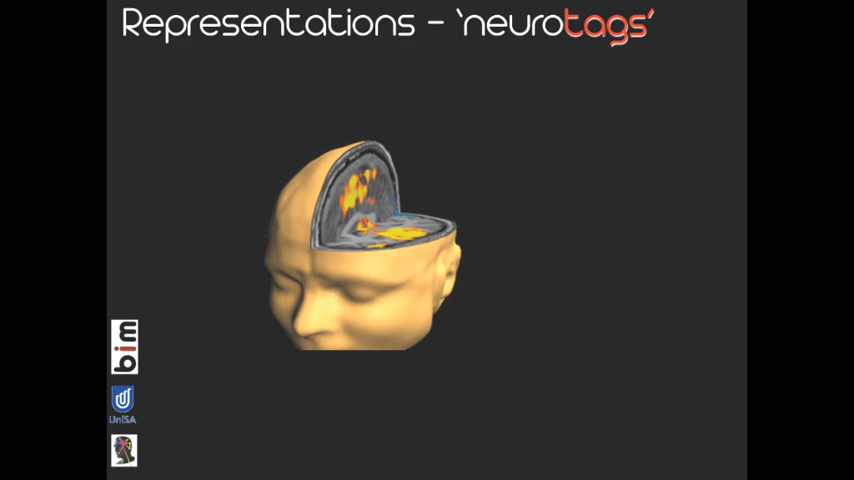 Representations - ‘neurotags’
bim
UniSA